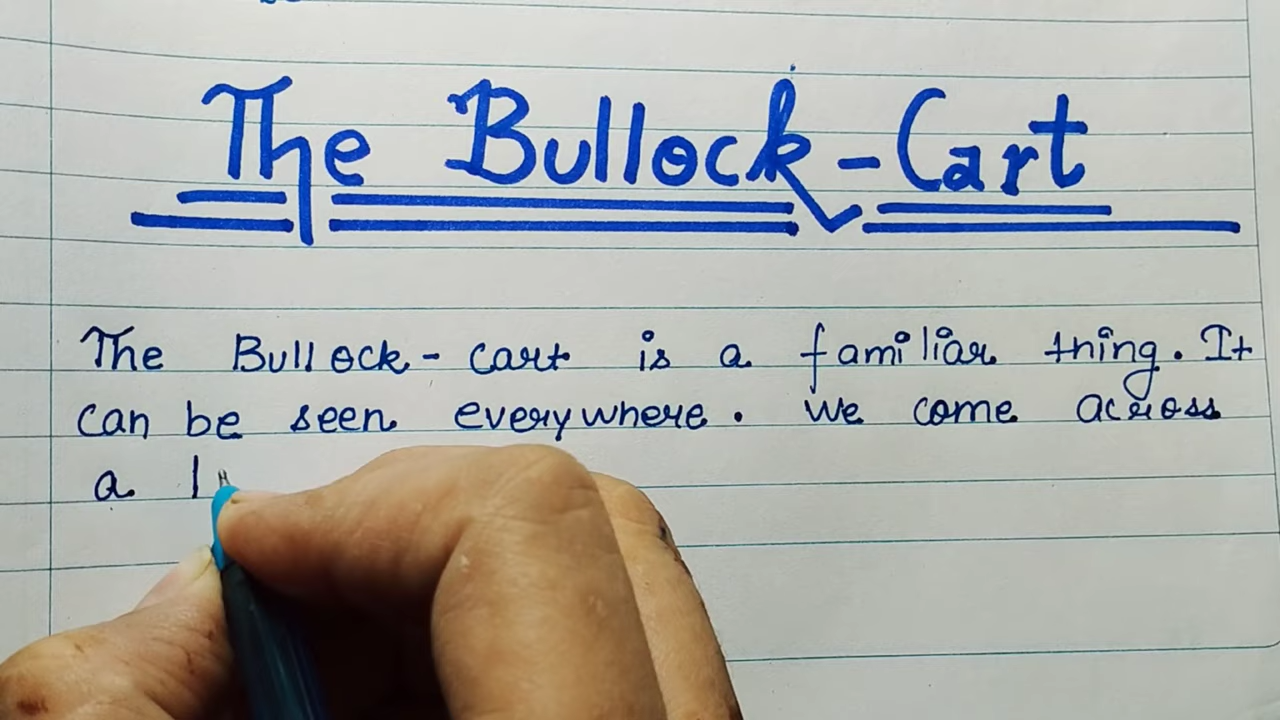 The Bullock-Cart
The Bullock-cart is a familiar thing. It
can be seen everywhere. We come across
a